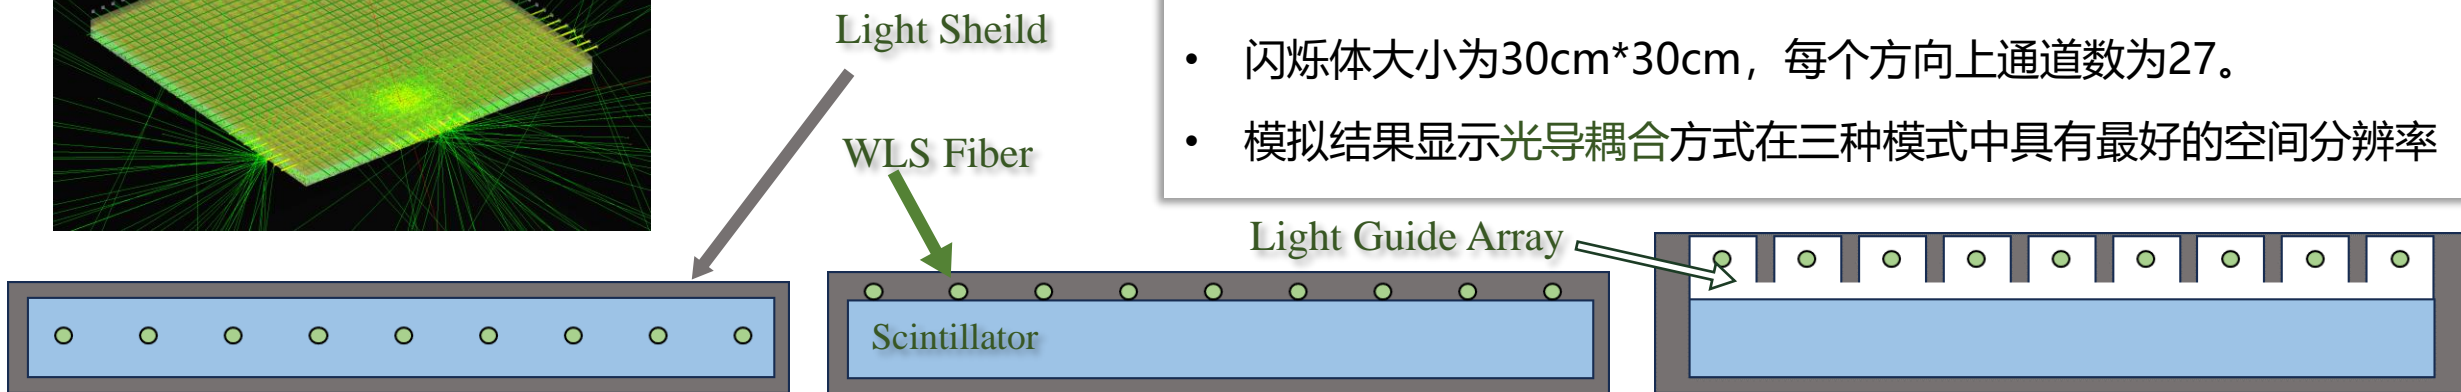 Light Sheild
• 闪烁体大小为30cm*30cm，每个方向上通道数为27。
WLS Fiber
• 模拟结果显示光导耦合方式在三种模式中具有最好的空间分辨率
Light Guide Array
Scintillator